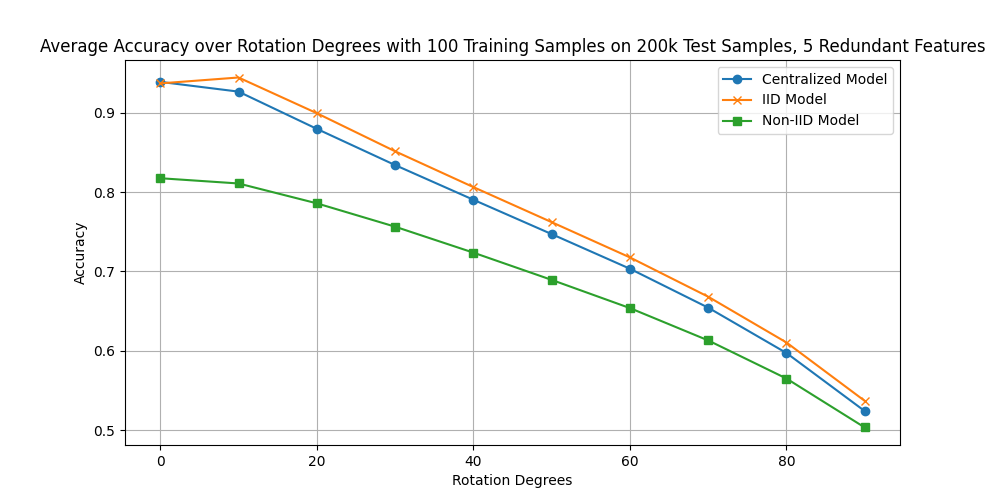 Average Accuracy over Rotation Degrees with 100 Training Samples on 200k Test Samples, 5 Redundant Features
Centralized Model
IID Model
Non-IID Model
0.9
0.8
0.7
0.6
0.5
Accuracy
0 20 40 60 80
Rotation Degrees